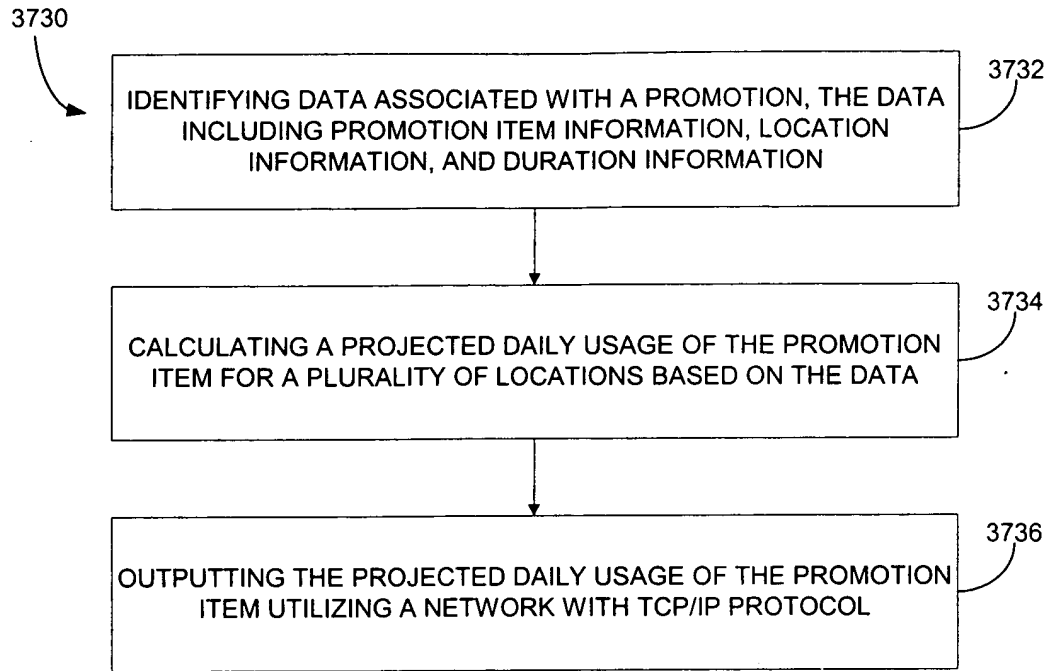 3730
3732
IDENTIFYING DATA ASSOCIATED WITH A PROMOTION, THE DATA
INCLUDING PROMOTION ITEM INFORMATION, LOCATION
INFORMATION, AND DURATION INFORMATION
3734
CALCULATING A PROJECTED DAILY USAGE OF THE PROMOTION
ITEM FOR A PLURALITY OF LOCATIONS BASED ON THE DATA
3736
OUTPUTTING THE PROJECTED DAILY USAGE OF THE PROMOTION
ITEM UTILIZING A NETWORK WITH TCP/IP PROTOCOL